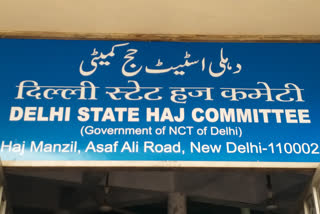 دہلی اسٹیٹ حج کمیٹی
दिल्ली स्टेट हज कमेटी
DELHI STATE HAJ COMMITTEE
(Government of NCT of Delhi)
Haj Manzil, Asaf Ali Road, New Delhi-110002